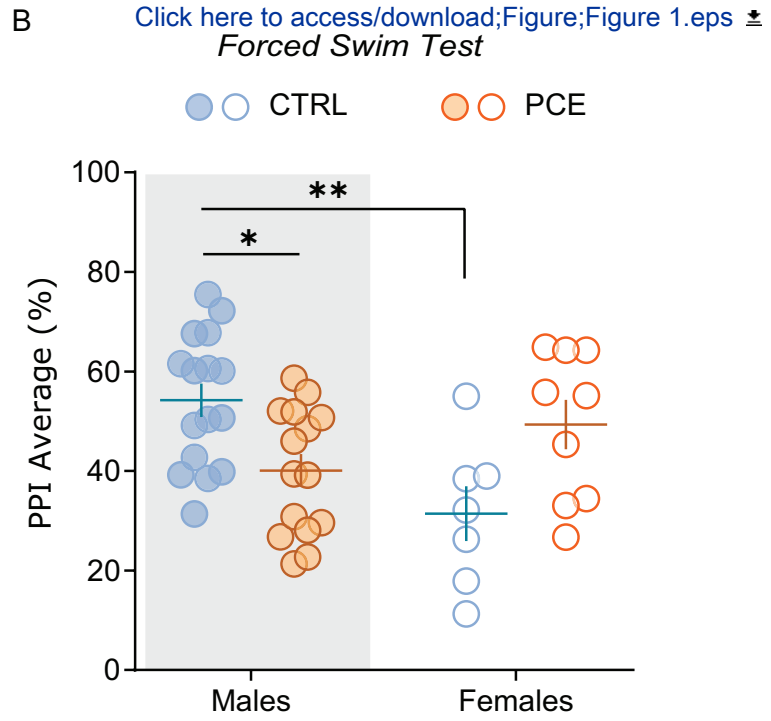 B
Click here to access/download;Figure;Figure 1.eps
Forced Swim Test
CTRL
PCE
100
80
60
40
20
0
PPI Average (%)
**
*
Males
Females